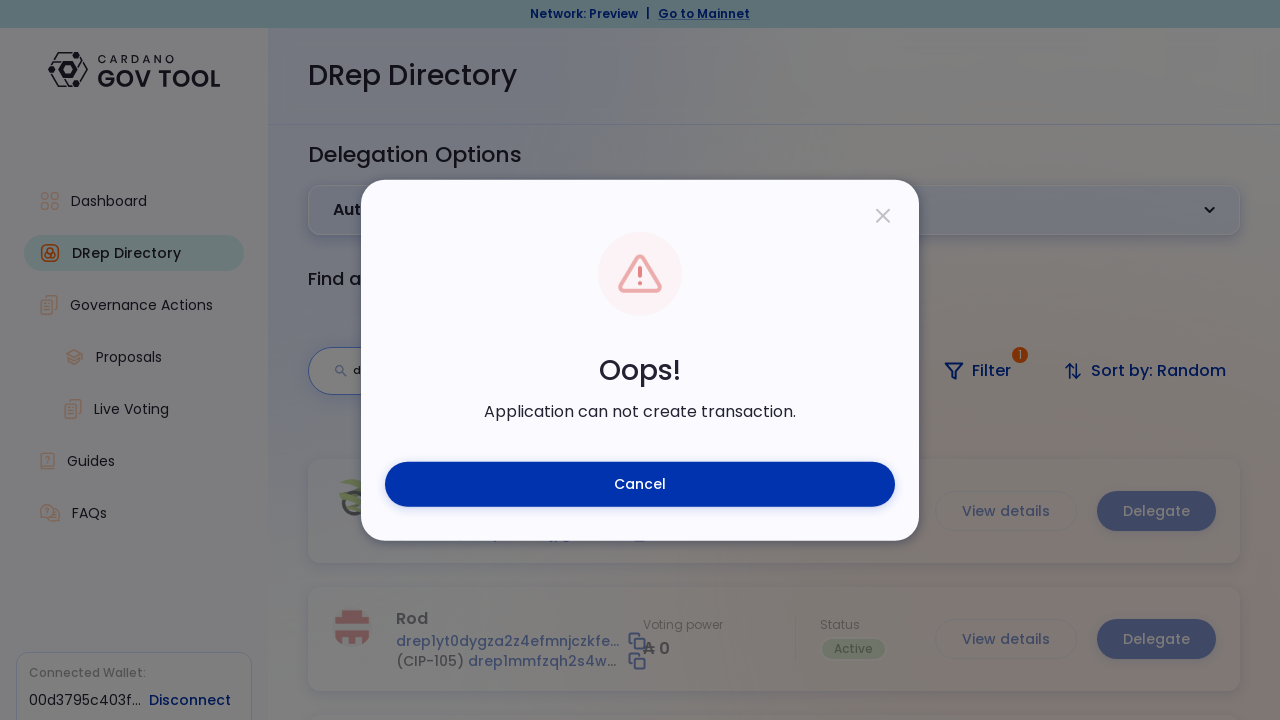 Network: Preview | Go to Mainnet
CARDANO
GOV TOOL
Dashboard
DRep Directory
Governance Actions
Proposals
Live Voting
Guides
FAQs
Connected Wallet:
00d3795c403f... Disconnect
DRep Directory
Delegation Options
Aut
Find a
d
Filter
1
Sort by: Random
Oops!
Application can not create transaction.
Cancel
View details
Delegate
Rod
drep1yt0dygza2z4efmnjczkfe...
(CIP-105) drep1mmfzqh2s4w...
Voting power
₳ 0
Status
Active
View details
Delegate